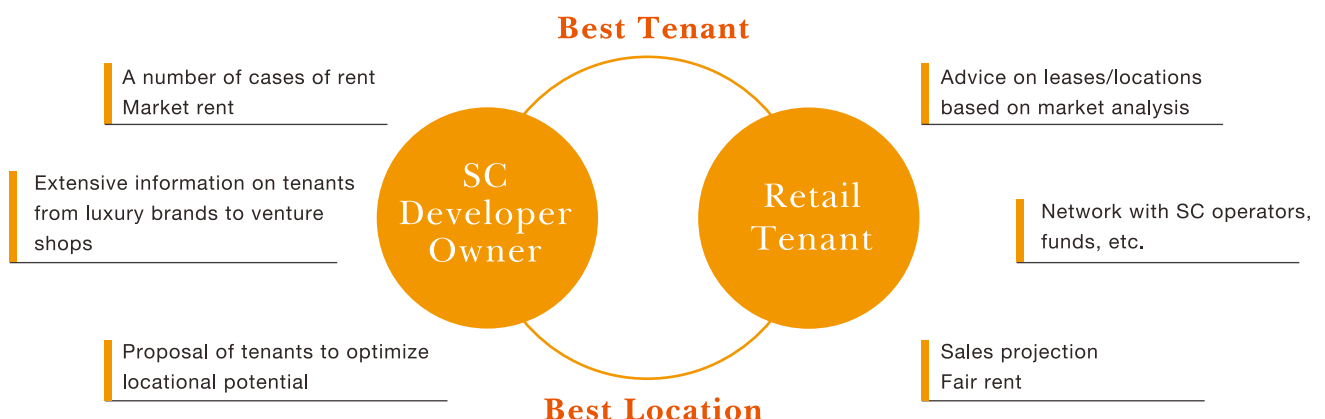 Best Tenant
A number of cases of rent
Market rent
Extensive information on tenants
from luxury brands to venture
shops
Proposal of tenants to optimize
locational potential
SC
Developer
Owner
Retail
Tenant
Advice on leases/locations
based on market analysis
Network with SC operators,
funds, etc.
Sales projection
Fair rent
Best Location